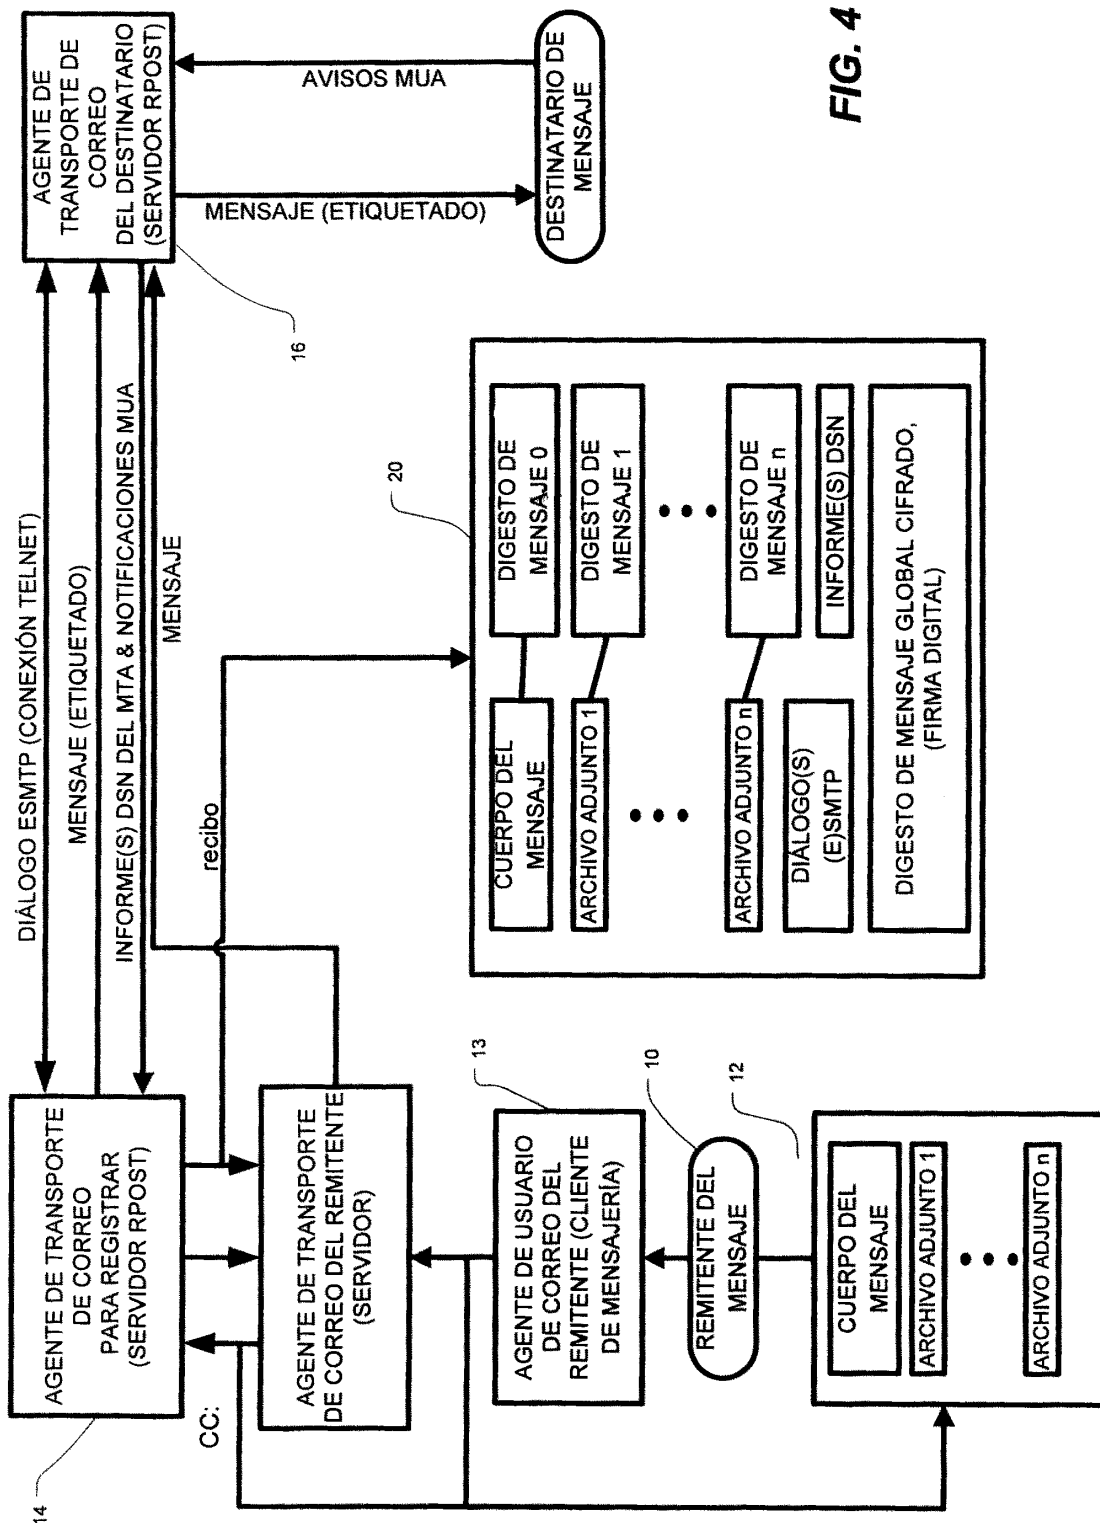 14
AGENTE DE TRANSPORTE
DE CORREO
PARA REGISTRAR
(SERVIDOR RPOST)
DIÁLOGO ESMTP (CONEXIÓN TELNET)
MENSAJE (ETIQUETADO)
INFORME(S) DSN DEL MTA & NOTIFICACIONES MUA
MENSAJE
AGENTE DE
TRANSPORTE DE
CORREO
DEL DESTINATARIO
(SERVIDOR RPOST)
16
CC:
recibo
AGENTE DE TRANSPORTE
DE CORREO DEL REMITENTE
(SERVIDOR)
MENSAJE (ETIQUETADO)
AVISOS MUA
DESTINATARIO DE
MENSAJE
13
AGENTE DE USUARIO
DE CORREO DEL
REMITENTE (CLIENTE
DE MENSAJERÍA)
10
REMITENTE DEL
MENSAJE
12
CUERPO DEL
MENSAJE
ARCHIVO ADJUNTO 1
ARCHIVO ADJUNTO n
20
CUERPO DEL
MENSAJE
DIGESTO DE
MENSAJE 0
ARCHIVO ADJUNTO 1
DIGESTO DE
MENSAJE 1
ARCHIVO ADJUNTO n
DIGESTO DE
MENSAJE n
DIÁLOGO(S)
(E)SMTP
INFORME(S) DSN
DIGESTO DE MENSAJE GLOBAL CIFRADO,
(FIRMA DIGITAL)
FIG. 4